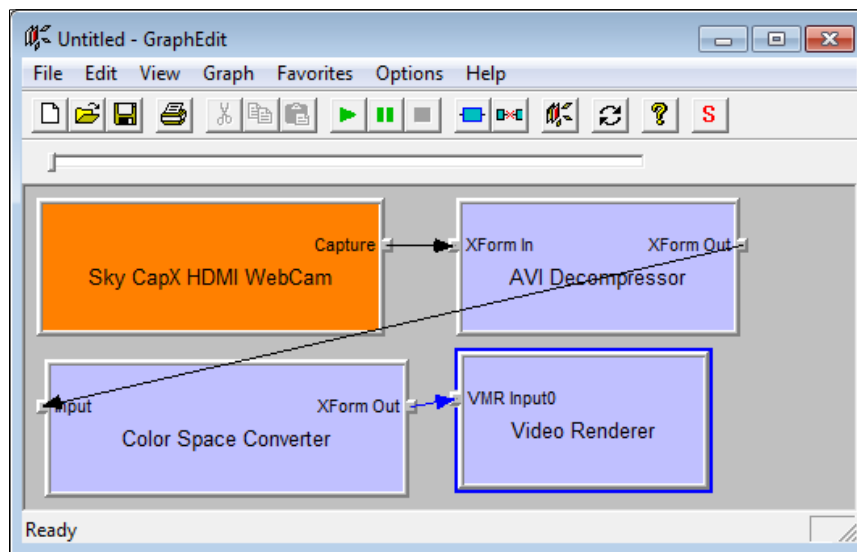 Untitled - GraphEdit
File Edit View Graph Favorites Options Help
S
Capture
Sky CapX HDMI WebCam
XForm In XForm Out
AVI Decompressor
Input XForm Out
Color Space Converter
VMR Input0
Video Renderer
Ready